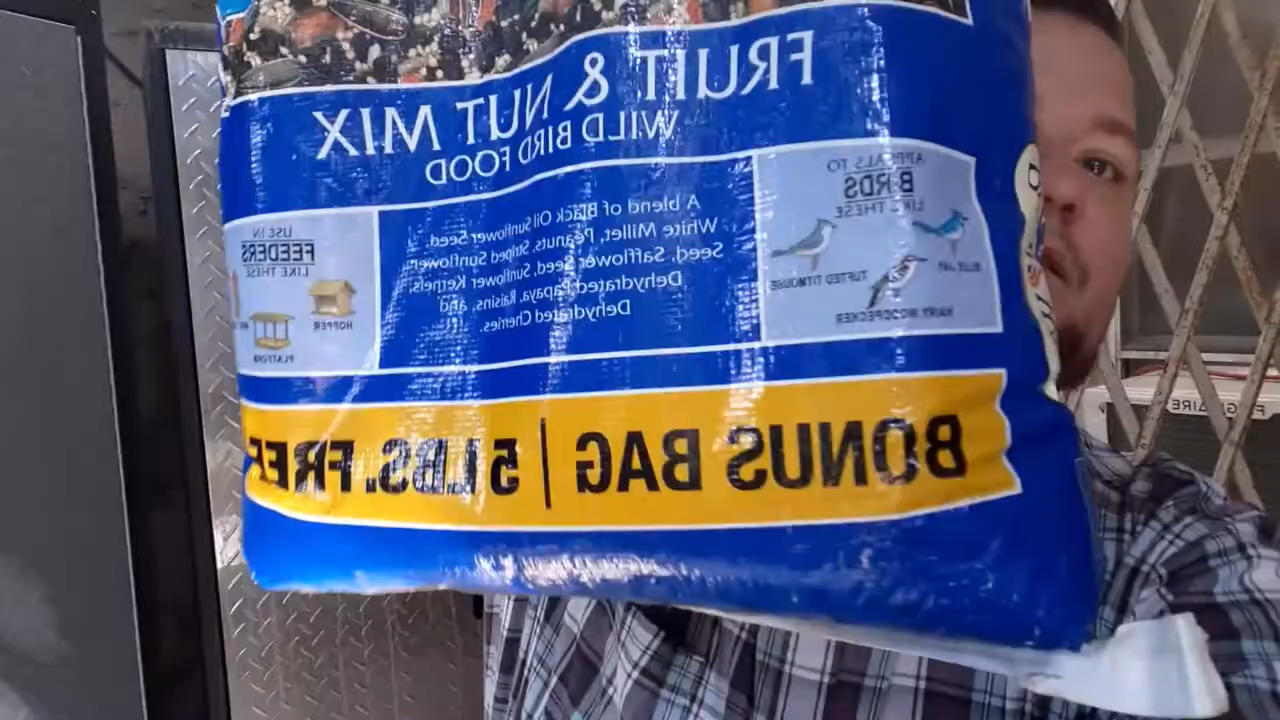 FRUIT & NUT MIX
WILD BIRD FOOD
APPEALS TO
BIRDS
LIKE THESE
BLUE JAY
TUFTED TITMOUSE
HAIRY WOODPECKER
A blend of Black Oil Sunflower Seed,
White Millet, Peanuts, Striped Sunflower
Seed, Safflower Seed, Sunflower Kernels,
Dehydrated Papaya, Raisins, and
Dehydrated Cherries.
USE IN
FEEDERS
LIKE THESE
HOPPER
PLATFORM
BONUS BAG | 5 LBS. FREE
FRIGIDAIRE